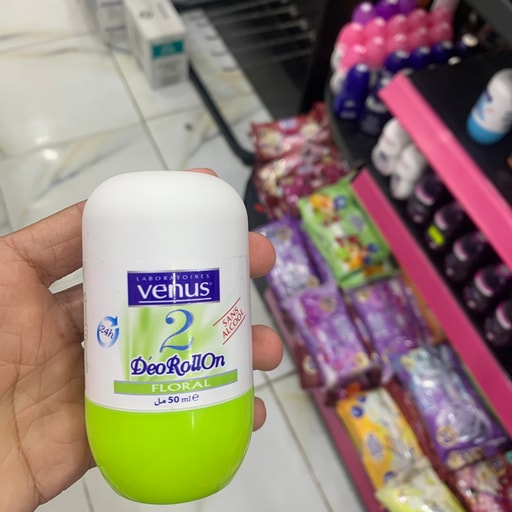 LABORATOIRES
venus
2
24h
SANS
ALCOOL
DéoRollOn
FLORAL
50 ml e مل